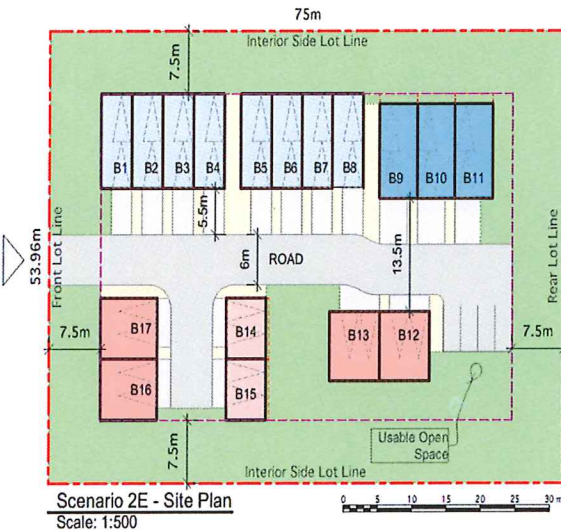 75m
Interior Side Lot Line
7.5m
B1 B2 B3 B4 B5 B6 B7 B8
B9 B10 B11
5.5m
13.5m
53.96m
Front Lot Line
6m
ROAD
Rear Lot Line
B17 B14
B13 B12
7.5m
7.5m
B16 B15
7.5m
Usable Open
Space
Interior Side Lot Line
Scenario 2E - Site Plan
Scale: 1:500
0 5 10 15 20 25 30 m